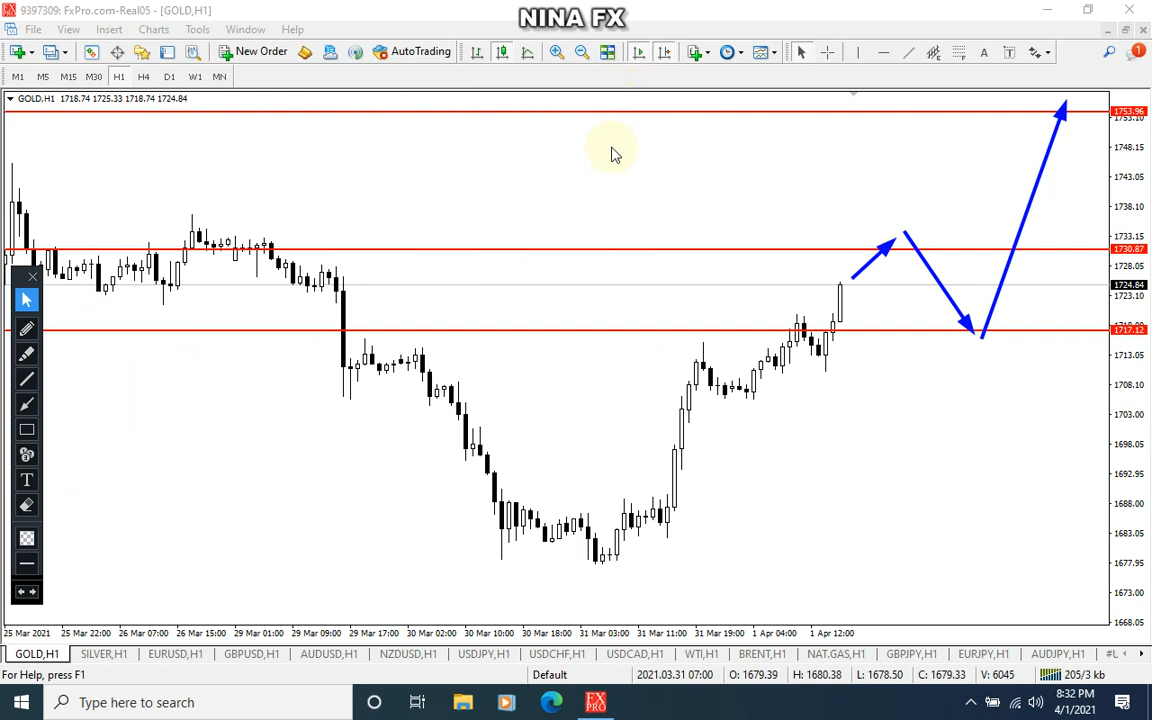 NINA FX
9397309: FxPro.com-Real05 - [GOLD,H1]
File View Insert Charts Tools Window Help
New Order AutoTrading A T 1
M1 M5 M15 M30 H1 H4 D1 W1 MN
GOLD,H1 1718.74 1725.33 1718.74 1724.84
1753.96
1753.10
1748.15
1743.05
1738.10
1733.15
1730.87
1728.05
1724.84
1723.10
1717.12
1713.05
1708.10
1703.00
1698.05
1692.95
1688.00
1683.05
1677.95
1673.00
1668.05
T
25 Mar 2021 25 Mar 22:00 26 Mar 07:00 26 Mar 15:00 29 Mar 01:00 29 Mar 09:00 29 Mar 17:00 30 Mar 02:00 30 Mar 10:00 30 Mar 18:00 31 Mar 03:00 31 Mar 11:00 31 Mar 19:00 1 Apr 04:00 1 Apr 12:00
GOLD,H1 SILVER,H1 EURUSD,H1 GBPUSD,H1 AUDUSD,H1 NZDUSD,H1 USDJPY,H1 USDCHF,H1 USDCAD,H1 WTI,H1 BRENT,H1 NAT.GAS,H1 GBPJPY,H1 EURJPY,H1 AUDJPY,H1
For Help, press F1 Default 2021.03.31 07:00 O: 1679.39 H: 1680.38 L: 1678.50 C: 1679.33 V: 6045 205/3 kb
Type here to search
FX PRO
8:32 PM
4/1/2021